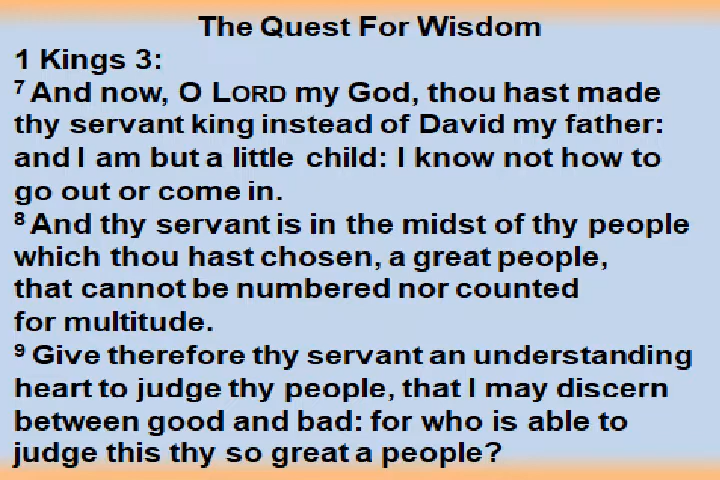 The Quest For Wisdom
1 Kings 3:
7 And now, O LORD my God, thou hast made
thy servant king instead of David my father:
and I am but a little child: I know not how to
go out or come in.
8 And thy servant is in the midst of thy people
which thou hast chosen, a great people,
that cannot be numbered nor counted
for multitude.
9 Give therefore thy servant an understanding
heart to judge thy people, that I may discern
between good and bad: for who is able to
judge this thy so great a people?